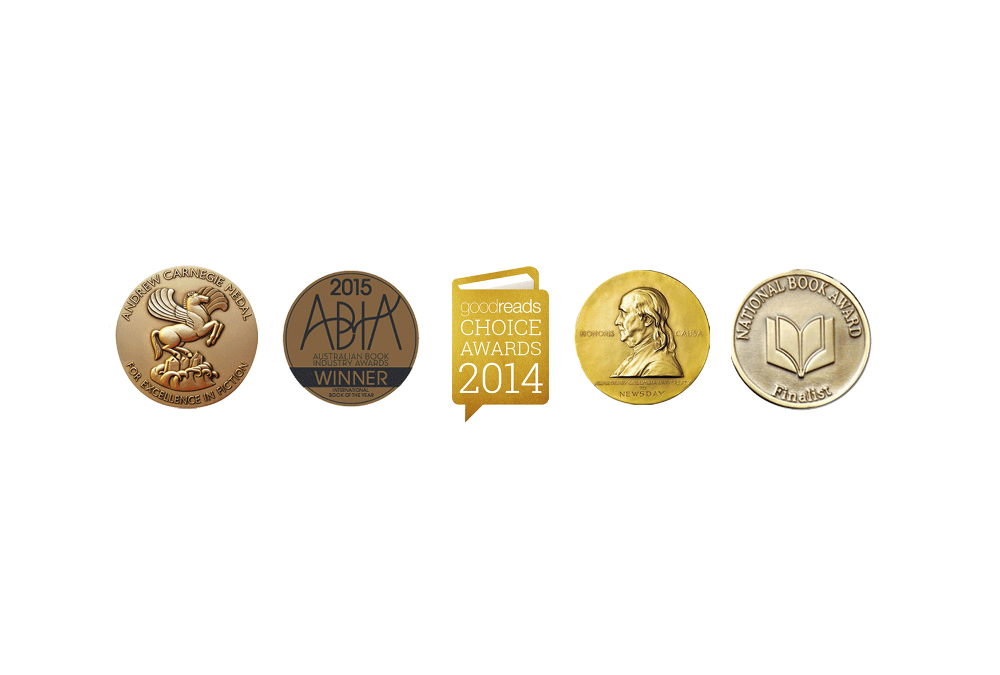 ANDREW CARNEGIE MEDAL
FOR EXCELLENCE IN FICTION
2015
ABIA
AUSTRALIAN BOOK
INDUSTRY AWARDS
WINNER
INTERNATIONAL
BOOK OF THE YEAR
goodreads
CHOICE
AWARDS
2014
HONORIS CAUSA
AWARDED BY COLUMBIA UNIVERSITY
TO
NEWSDAY
NATIONAL BOOK AWARD
Finalist